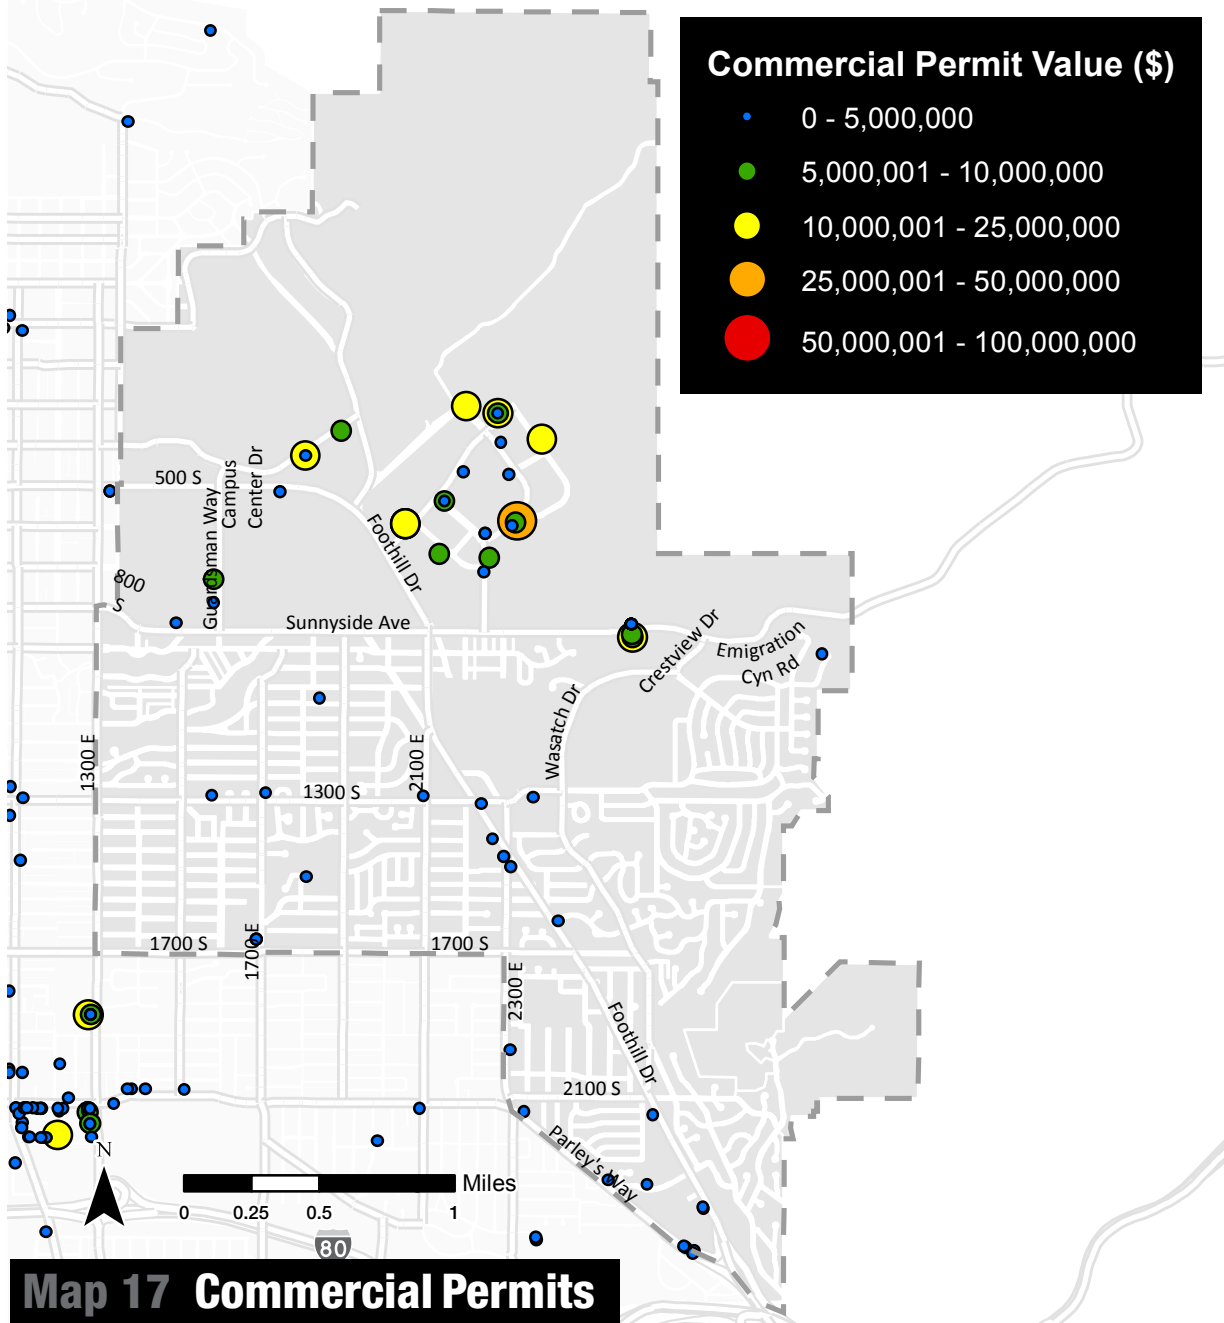 Commercial Permit Value ($)
0 - 5,000,000
5,000,001 - 10,000,000
10,000,001 - 25,000,000
25,000,001 - 50,000,000
50,000,001 - 100,000,000
500 S
Campus
Center Dr
Guardsman Way
Foothill Dr
800
S
Sunnyside Ave
Crestview Dr
Emigration
Cyn Rd
Wasatch Dr
1300 E
2100 E
1300 S
1700 S
1700 E
1700 S
2300 E
Foothill Dr
2100 S
Parley's Way
N
Miles
0 0.25 0.5 1
80
Map 17 Commercial Permits